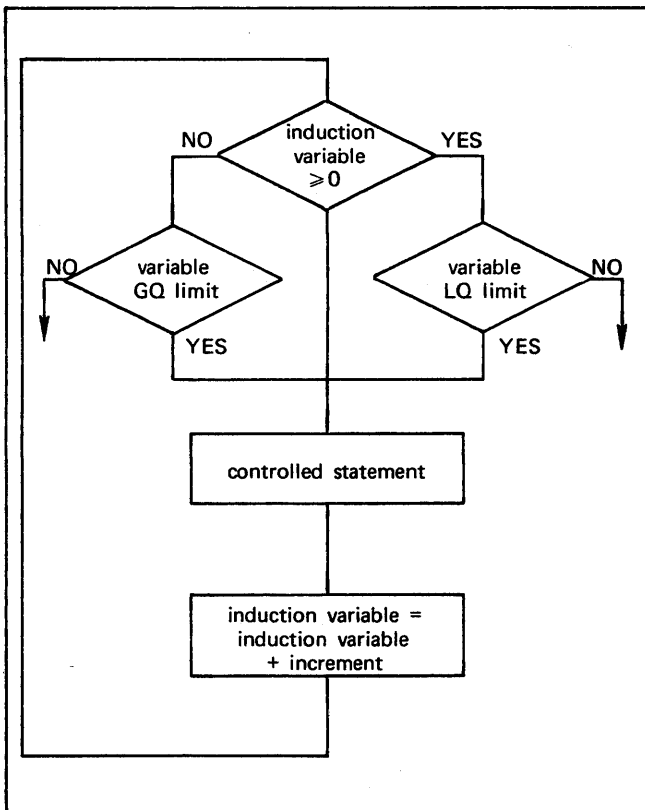 induction
variable
≥0
NO
YES
variable
GQ limit
NO
YES
variable
LQ limit
NO
YES
controlled statement
induction variable =
induction variable
+ increment